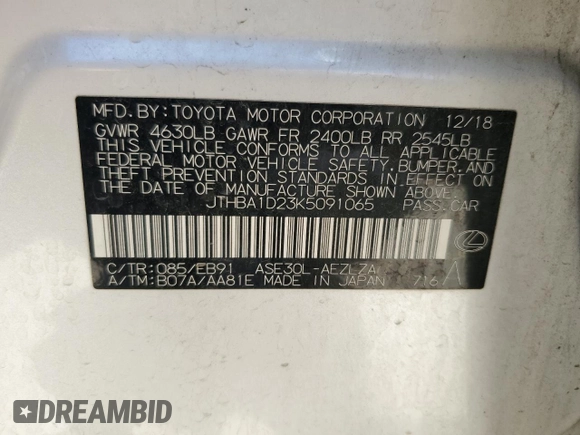 MFD.BY:TOYOTA MOTOR CORPORATION 12/18
GVWR 4630LB GAWR FR 2400LB RR 2545LB
THIS VEHICLE CONFORMS TO ALL APPLICABLE
FEDERAL MOTOR VEHICLE SAFETY,BUMPER,AND
THEFT PREVENTION STANDARDS IN EFFECT ON
THE DATE OF MANUFACTURE SHOWN ABOVE.
JTHBA1D23K5091065 PASS.CAR
C/TR:085/EB91 ASE30L-AEZLZA
A/TM:B07A/AA81E MADE IN JAPAN 716
DREAMBID